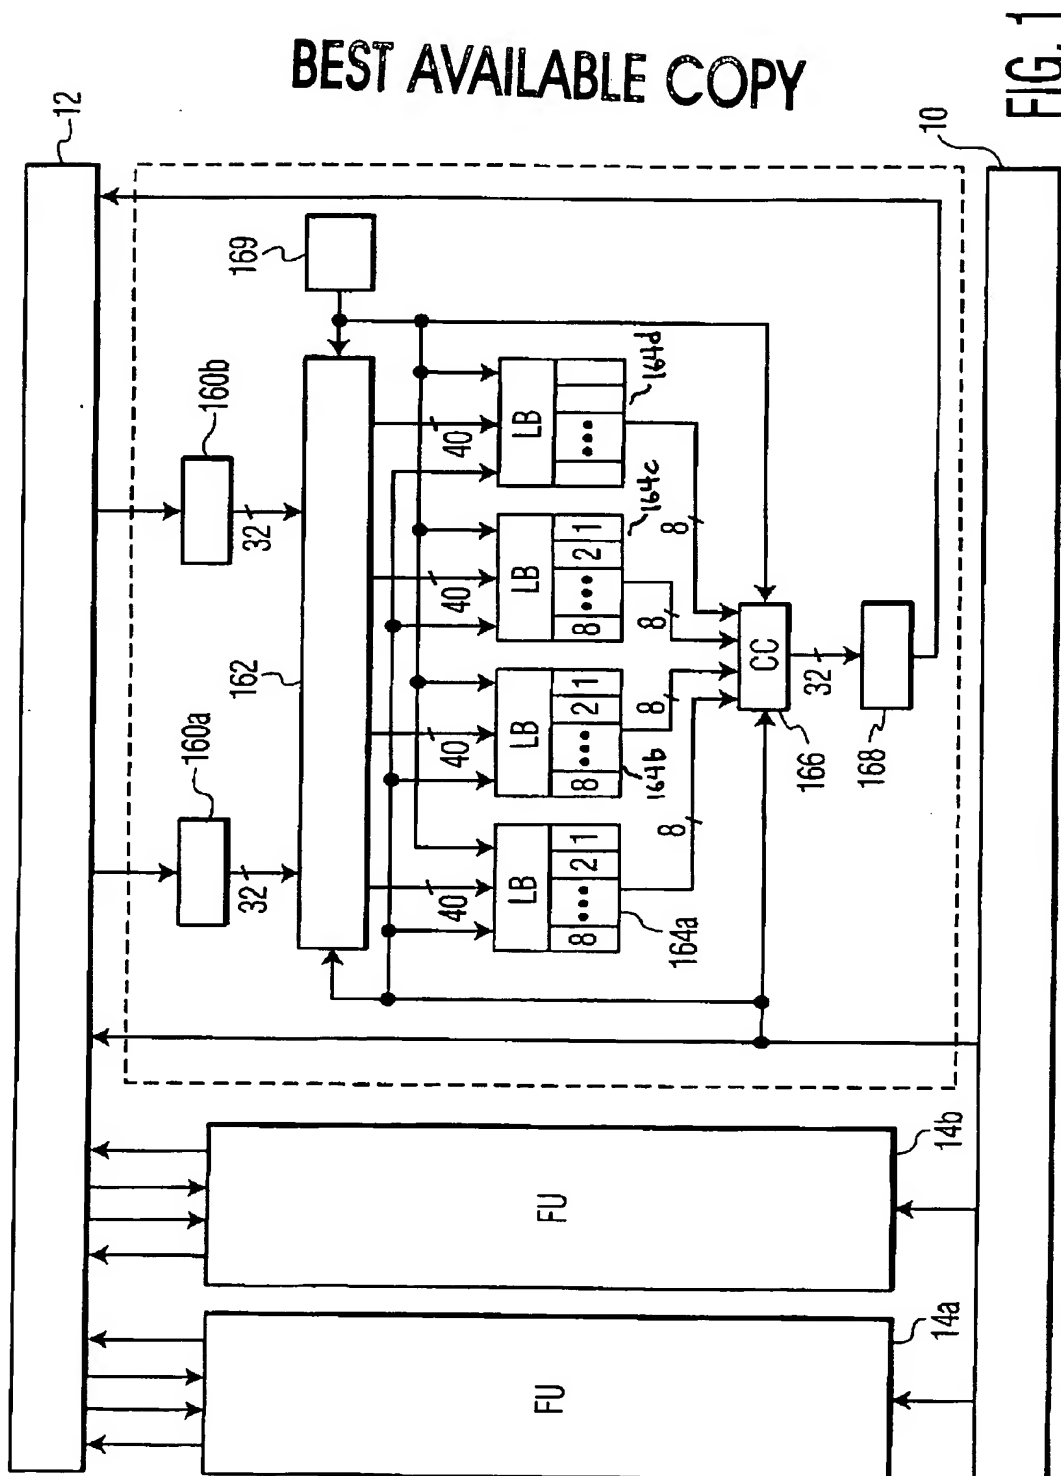 BEST AVAILABLE COPY
FIG. 1
12
10
169
160b
32
160a
32
162
40
40
40
40
LB
8 ••• 2 1
164a
LB
8 ••• 2 1
164b
LB
8 ••• 2 1
164c
LB
•••
164d
8
8
8
8
CC
166
32
168
FU
14b
FU
14a